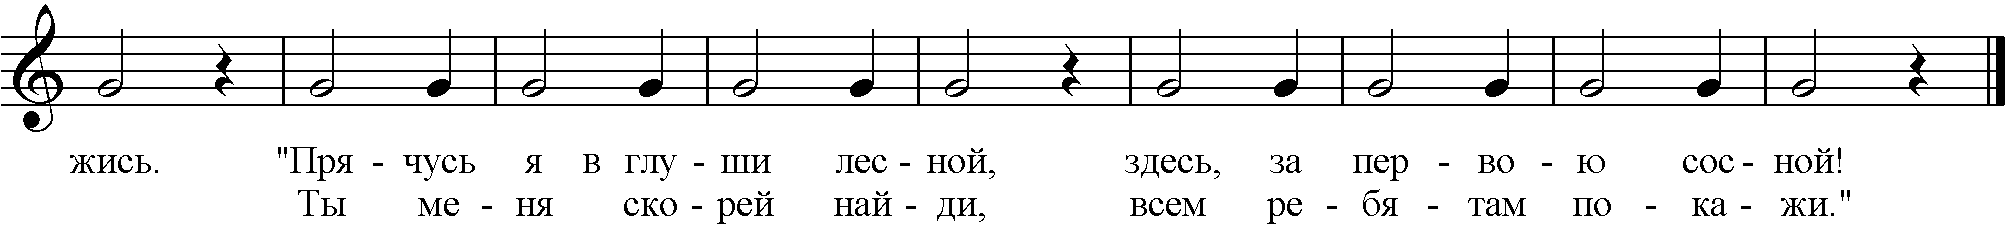 жись. "Пря - чусь я в глу - ши лес - ной, здесь, за пер - во - ю сос - ной!
Ты ме - ня ско - рей най - ди, всем ре - бя - там по - ка - жи."